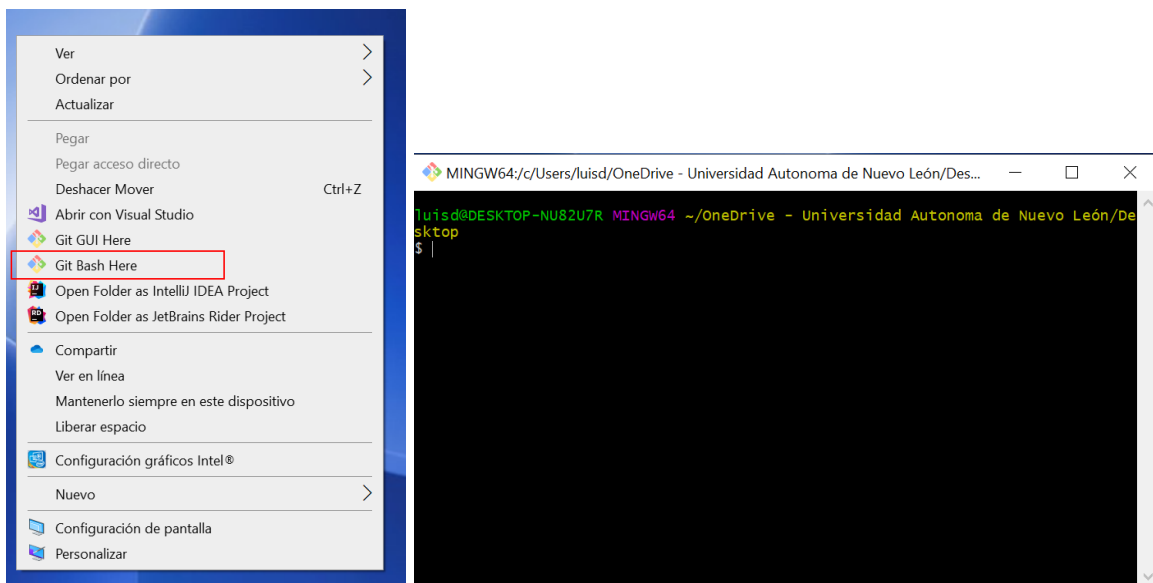 Ver
Ordenar por
Actualizar
Pegar
Pegar acceso directo
Deshacer Mover Ctrl+Z
Abrir con Visual Studio
Git GUI Here
Git Bash Here
Open Folder as IntelliJ IDEA Project
Open Folder as JetBrains Rider Project
Compartir
Ver en línea
Mantenerlo siempre en este dispositivo
Liberar espacio
Configuración gráficos Intel®
Nuevo
Configuración de pantalla
Personalizar
MINGW64:/c/Users/luisd/OneDrive - Universidad Autonoma de Nuevo León/Des...
luisd@DESKTOP-NU82U7R MINGW64 ~/OneDrive - Universidad Autonoma de Nuevo León/De
sktop
$